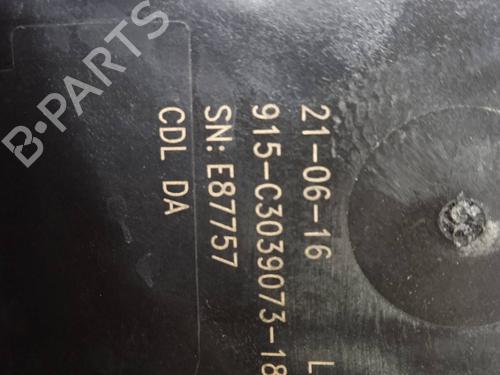 21-06-16
915-C3039073-18
SN: E87757
CDL DA
L
B-PARTS